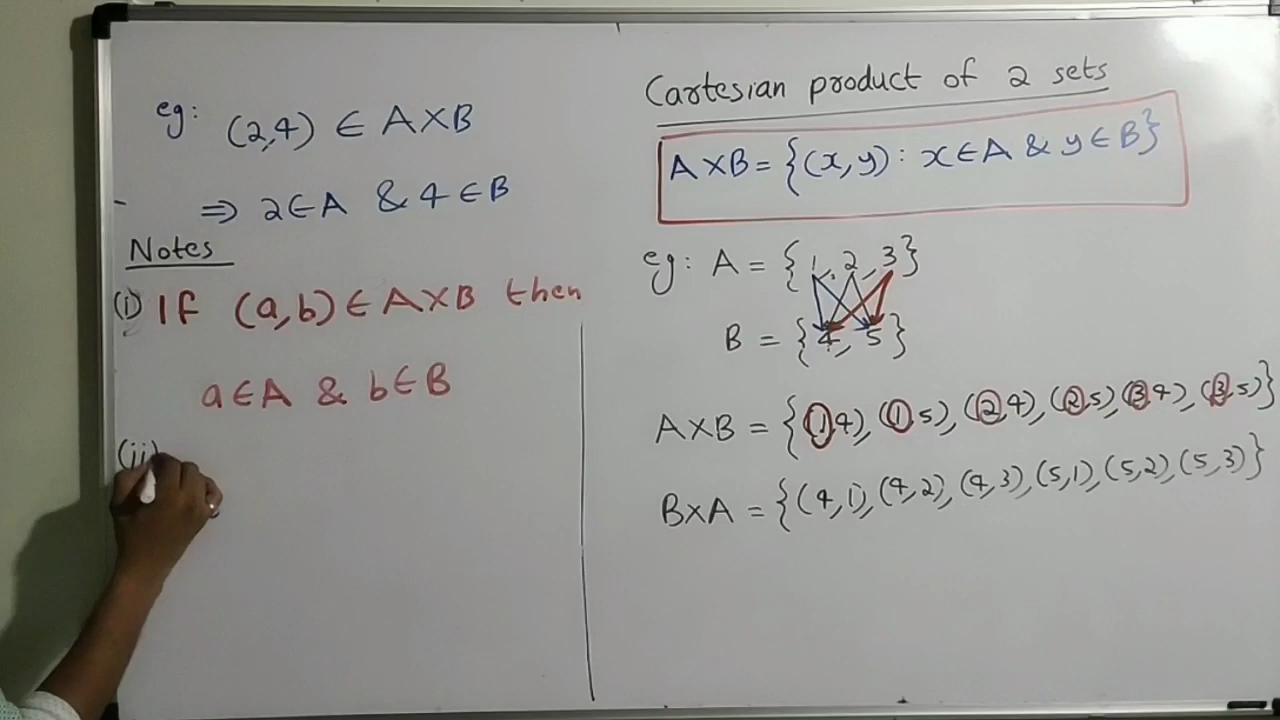 eg: (2,4) ∈ A×B
⇒ 2∈A & 4∈B
Notes
(i) If (a,b) ∈ A×B then
a∈A & b∈B
(ii)
Cartesian product of 2 sets
A×B = {(x,y) : x∈A & y∈B}
eg: A = {1,2,3}
B = {4,5}
A×B = {(1,4), (1,5), (2,4), (2,5), (3,4), (3,5)}
B×A = {(4,1), (4,2), (4,3), (5,1), (5,2), (5,3)}